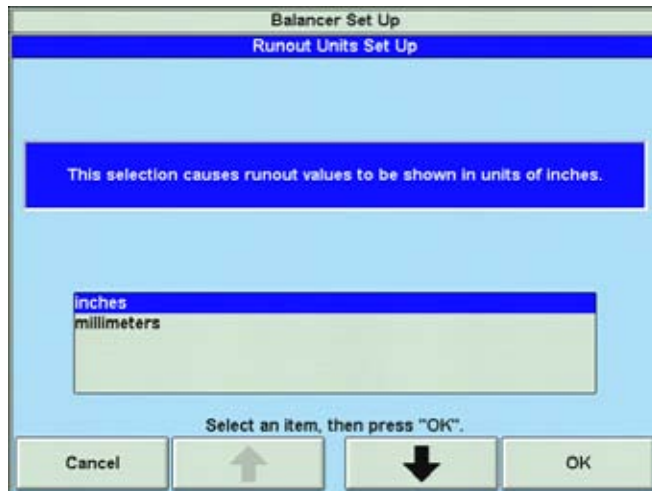 Balancer Set Up
Runout Units Set Up
This selection causes runout values to be shown in units of inches.
inches
millimeters
Select an item, then press "OK".
Cancel
OK